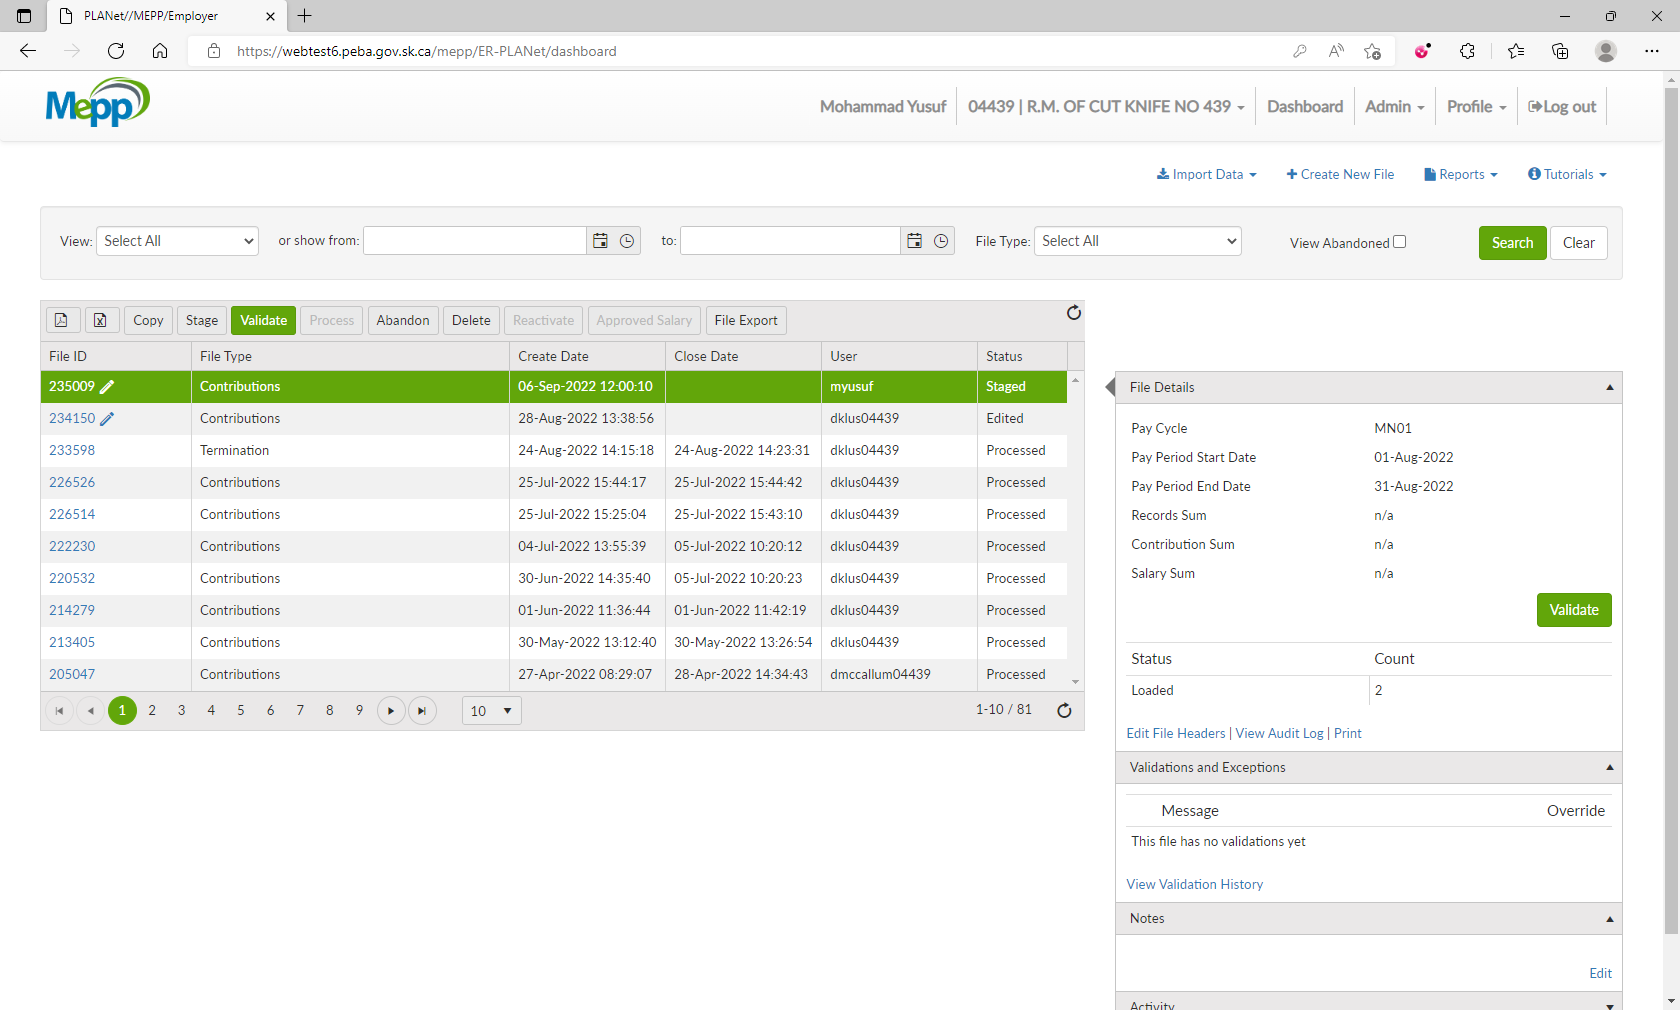 PLANet//MEPP/Employer
https://webtest6.peba.gov.sk.ca/mepp/ER-PLANet/dashboard
Mepp
Mohammad Yusuf
04439 | R.M. OF CUT KNIFE NO 439
Dashboard
Admin
Profile
Log out
Import Data
Create New File
Reports
Tutorials
View: Select All
or show from:
to:
File Type: Select All
View Abandoned
Search
Clear
Copy Stage Validate Process Abandon Delete Reactivate Approved Salary File Export
File ID File Type Create Date Close Date User Status
235009 Contributions 06-Sep-2022 12:00:10 myusuf Staged
234150 Contributions 28-Aug-2022 13:38:56 dklus04439 Edited
233598 Termination 24-Aug-2022 14:15:18 24-Aug-2022 14:23:31 dklus04439 Processed
226526 Contributions 25-Jul-2022 15:44:17 25-Jul-2022 15:44:42 dklus04439 Processed
226514 Contributions 25-Jul-2022 15:25:04 25-Jul-2022 15:43:10 dklus04439 Processed
222230 Contributions 04-Jul-2022 13:55:39 05-Jul-2022 10:20:12 dklus04439 Processed
220532 Contributions 30-Jun-2022 14:35:40 05-Jul-2022 10:20:23 dklus04439 Processed
214279 Contributions 01-Jun-2022 11:36:44 01-Jun-2022 11:42:19 dklus04439 Processed
213405 Contributions 30-May-2022 13:12:40 30-May-2022 13:26:54 dklus04439 Processed
205047 Contributions 27-Apr-2022 08:29:07 28-Apr-2022 14:34:43 dmccallum04439 Processed
1 2 3 4 5 6 7 8 9 10 1-10 / 81
File Details
Pay Cycle MN01
Pay Period Start Date 01-Aug-2022
Pay Period End Date 31-Aug-2022
Records Sum n/a
Contribution Sum n/a
Salary Sum n/a
Validate
Status Count
Loaded 2
Edit File Headers | View Audit Log | Print
Validations and Exceptions
Message Override
This file has no validations yet
View Validation History
Notes
Edit
Activity